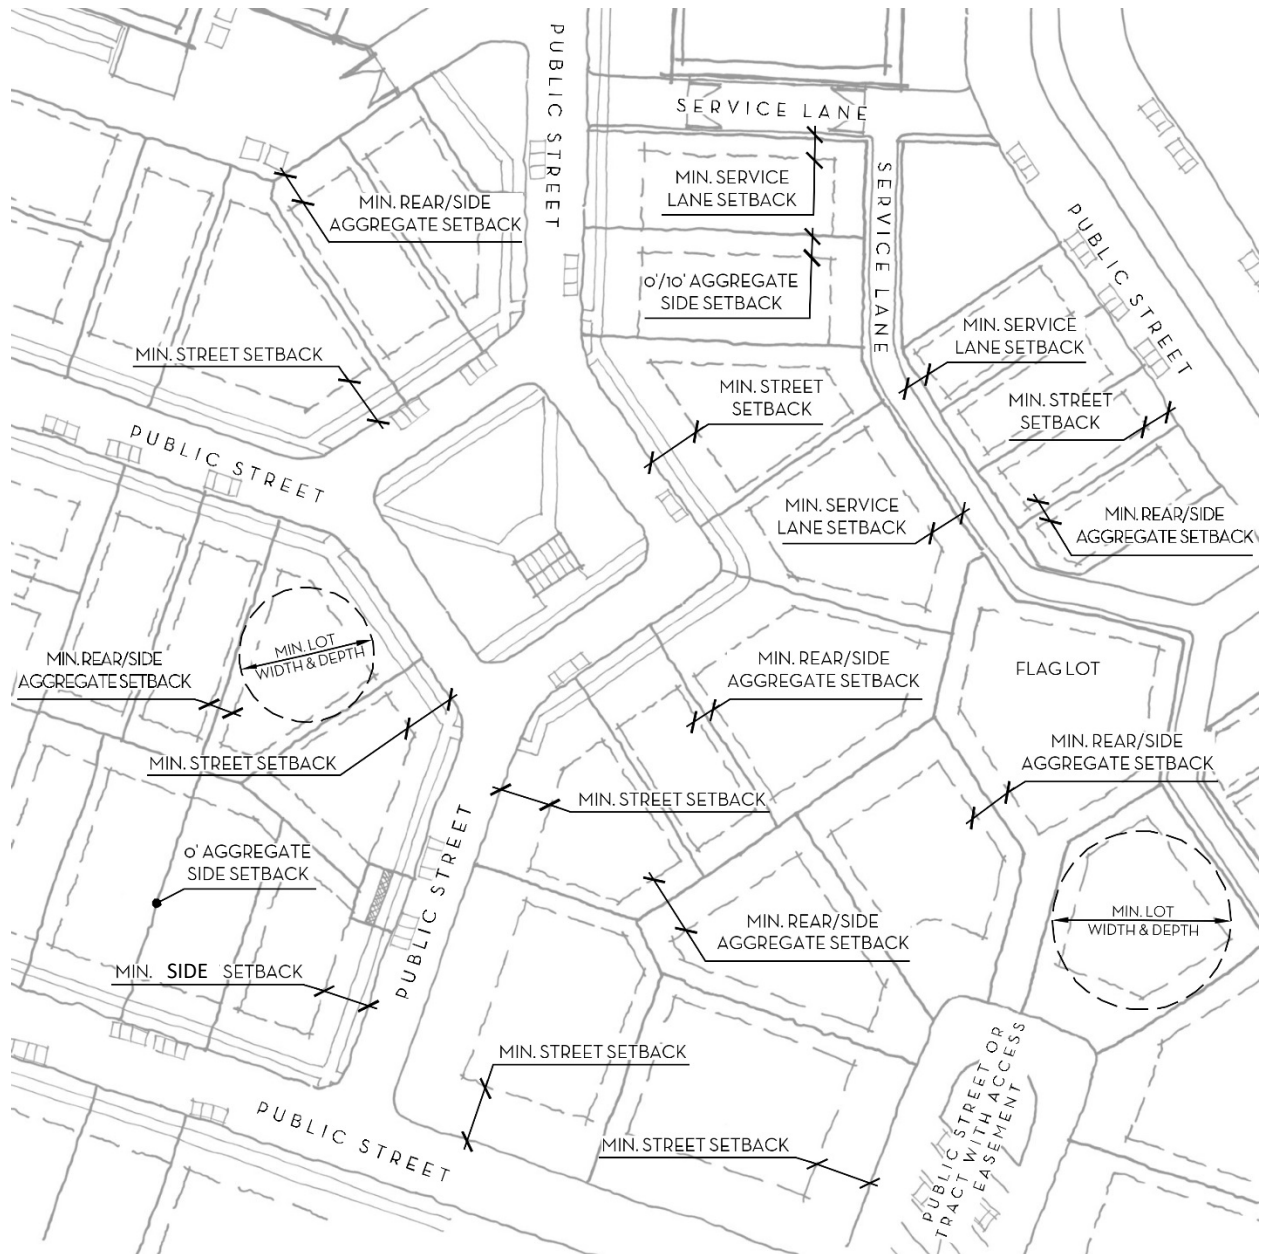 PUBLIC STREET
SERVICE LANE
MIN. SERVICE
LANE SETBACK
SERVICE LANE
MIN. REAR/SIDE
AGGREGATE SETBACK
PUBLIC STREET
0'/10' AGGREGATE
SIDE SETBACK
MIN. STREET SETBACK
MIN. SERVICE
LANE SETBACK
MIN. STREET
SETBACK
MIN. STREET
SETBACK
PUBLIC STREET
MIN. SERVICE
LANE SETBACK
MIN. REAR/SIDE
AGGREGATE SETBACK
MIN. LOT
WIDTH & DEPTH
MIN. REAR/SIDE
AGGREGATE SETBACK
MIN. REAR/SIDE
AGGREGATE SETBACK
FLAG LOT
MIN. STREET SETBACK
MIN. REAR/SIDE
AGGREGATE SETBACK
MIN. STREET SETBACK
PUBLIC STREET
0' AGGREGATE
SIDE SETBACK
MIN. REAR/SIDE
AGGREGATE SETBACK
MIN. LOT
WIDTH & DEPTH
MIN. SIDE SETBACK
MIN. STREET SETBACK
PUBLIC STREET
MIN. STREET SETBACK
PUBLIC STREET OR
TRACT WITH ACCESS
EASEMENT